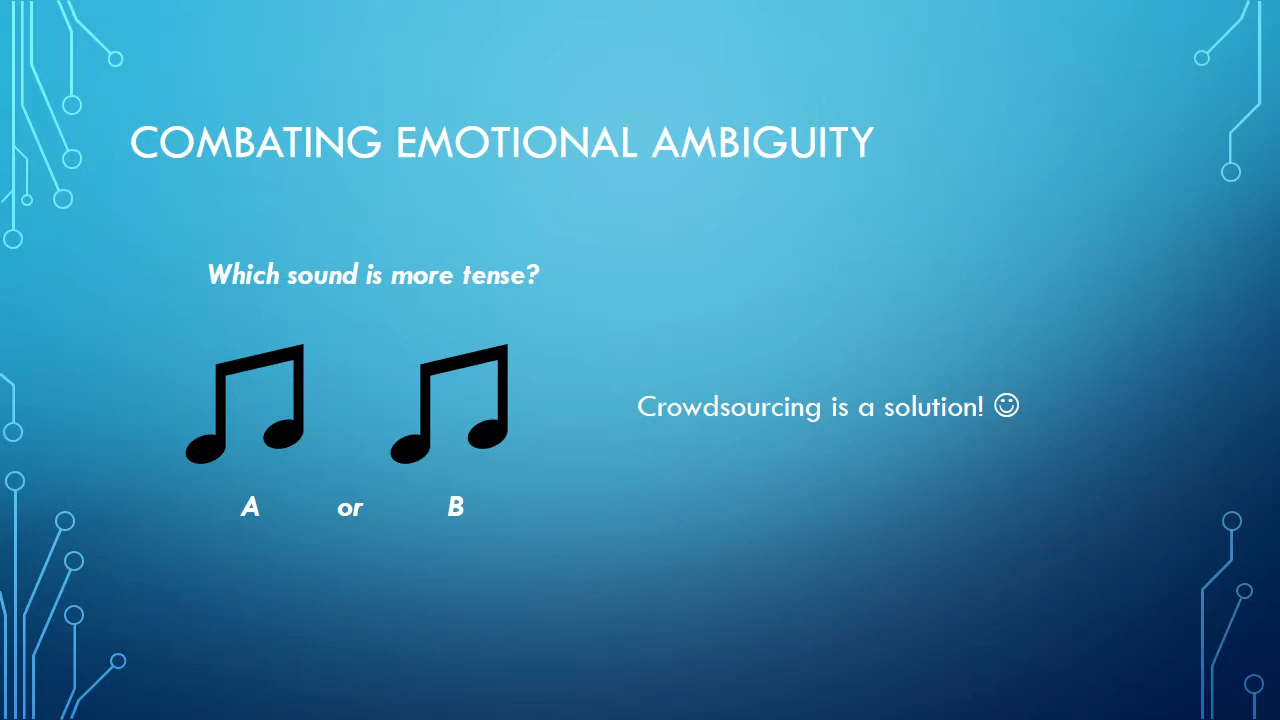 COMBATING EMOTIONAL AMBIGUITY
Which sound is more tense?
A or B
Crowdsourcing is a solution! ☺